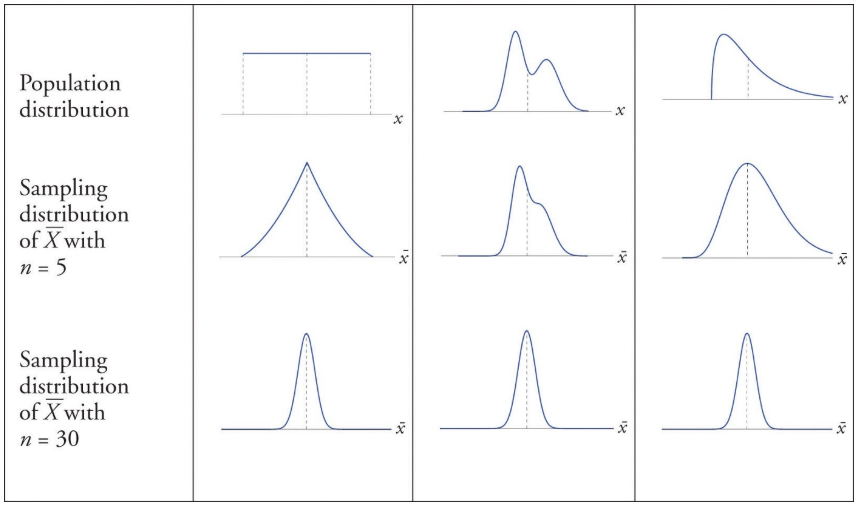 Population
distribution
x
x
x
Sampling
distribution
of X̅ with
n = 5
x̄
x̄
x̄
Sampling
distribution
of X̅ with
n = 30
x̄
x̄
x̄